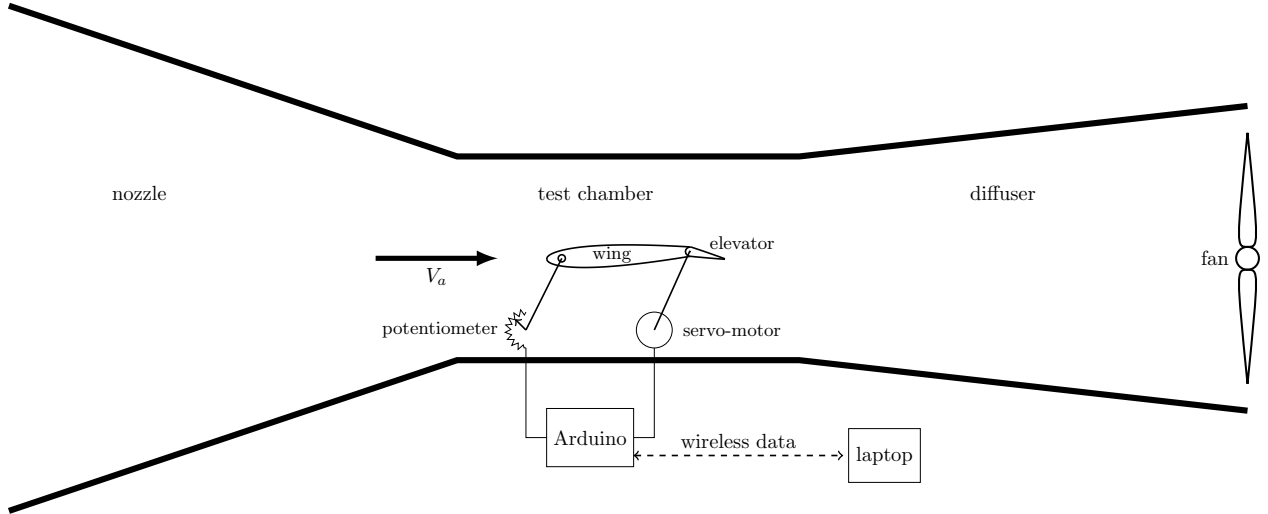 nozzle
test chamber
diffuser
elevator
wing
fan
V_a
potentiometer
servo-motor
Arduino
wireless data
laptop